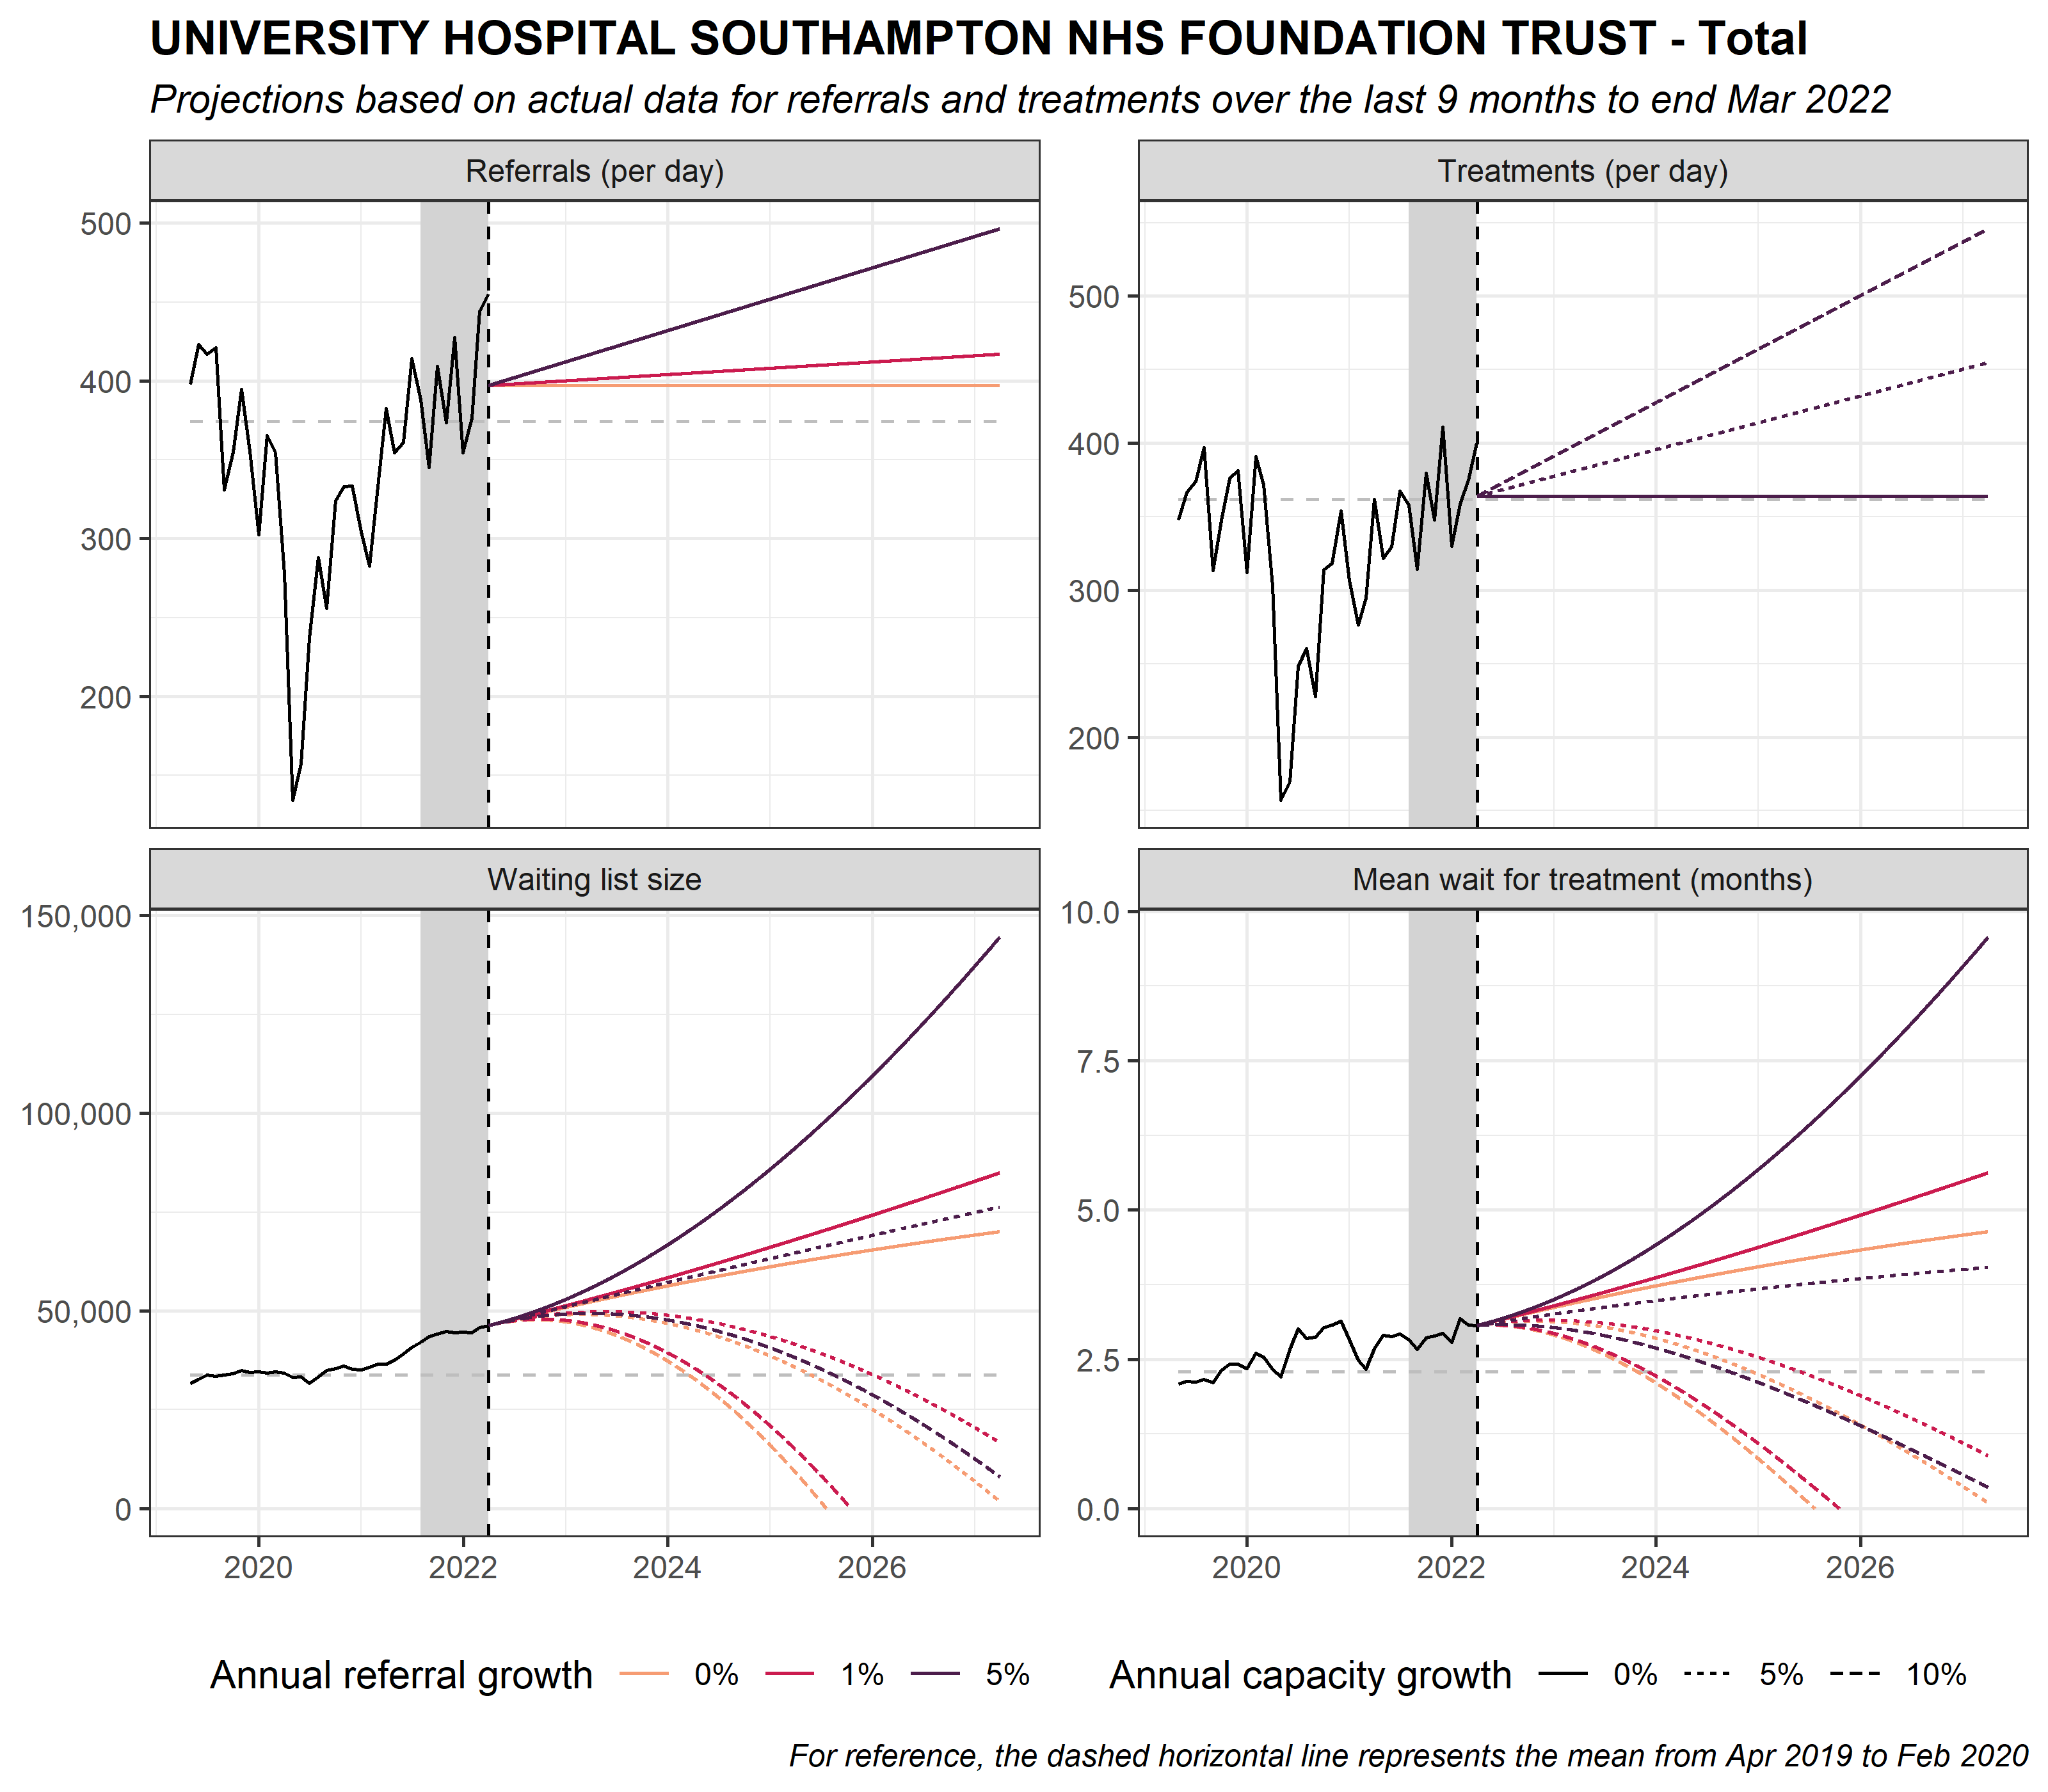 UNIVERSITY HOSPITAL SOUTHAMPTON NHS FOUNDATION TRUST - Total
Projections based on actual data for referrals and treatments over the last 9 months to end Mar 2022
Referrals (per day)
500
400
300
200
Treatments (per day)
500
400
300
200
Waiting list size
150,000
100,000
50,000
0
2020 2022 2024 2026
Mean wait for treatment (months)
10.0
7.5
5.0
2.5
0.0
2020 2022 2024 2026
Annual referral growth 0% 1% 5%
Annual capacity growth 0% 5% 10%
For reference, the dashed horizontal line represents the mean from Apr 2019 to Feb 2020